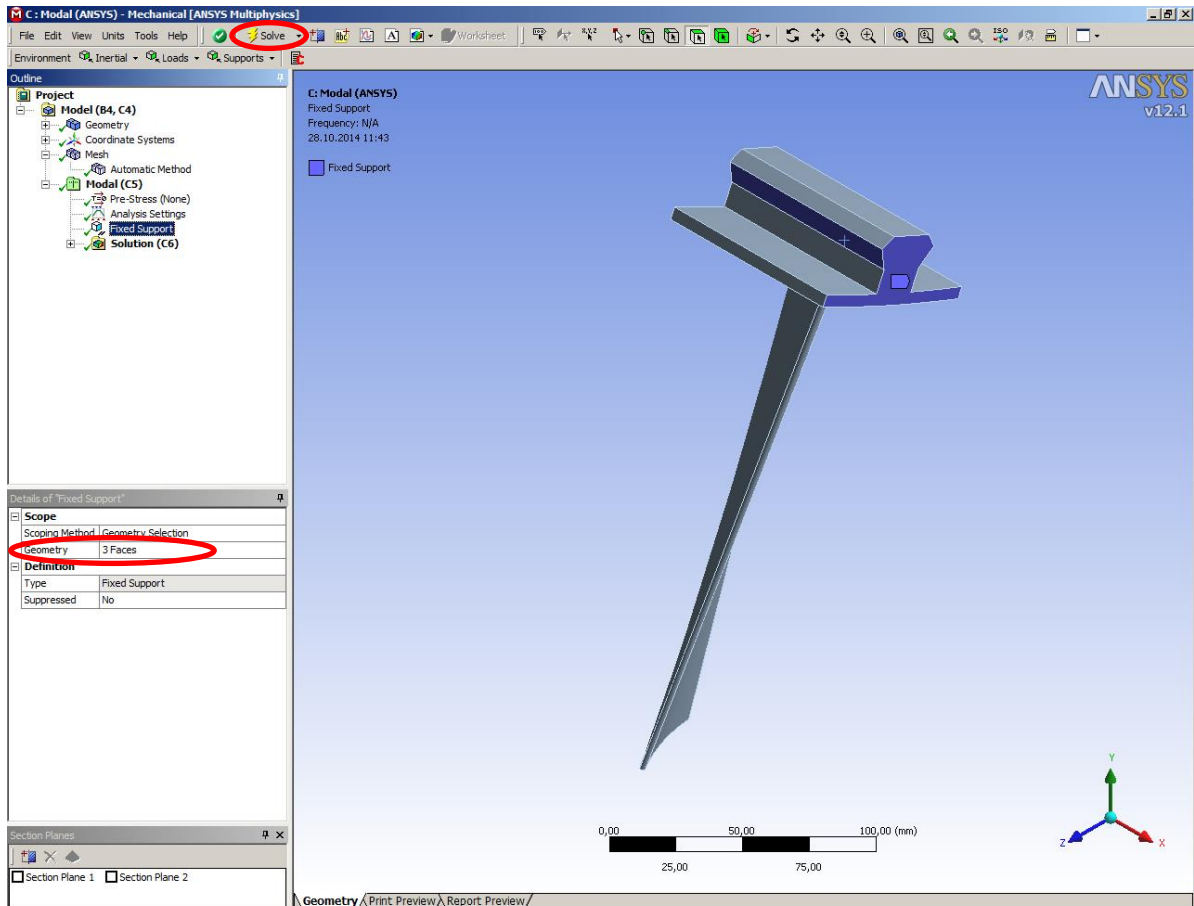 C : Modal (ANSYS) - Mechanical [ANSYS Multiphysics]
File Edit View Units Tools Help Solve Worksheet
Environment Inertial Loads Supports
Outline
Project
Model (B4, C4)
Geometry
Coordinate Systems
Mesh
Automatic Method
Modal (C5)
Pre-Stress (None)
Analysis Settings
Fixed Support
Solution (C6)
Details of "Fixed Support"
Scope
Scoping Method Geometry Selection
Geometry 3 Faces
Definition
Type Fixed Support
Suppressed No
Section Planes
Section Plane 1 Section Plane 2
C: Modal (ANSYS)
Fixed Support
Frequency: N/A
28.10.2014 11:43
Fixed Support
ANSYS
v12.1
Y
Z X
0,00 50,00 100,00 (mm)
25,00 75,00
Geometry Print Preview Report Preview